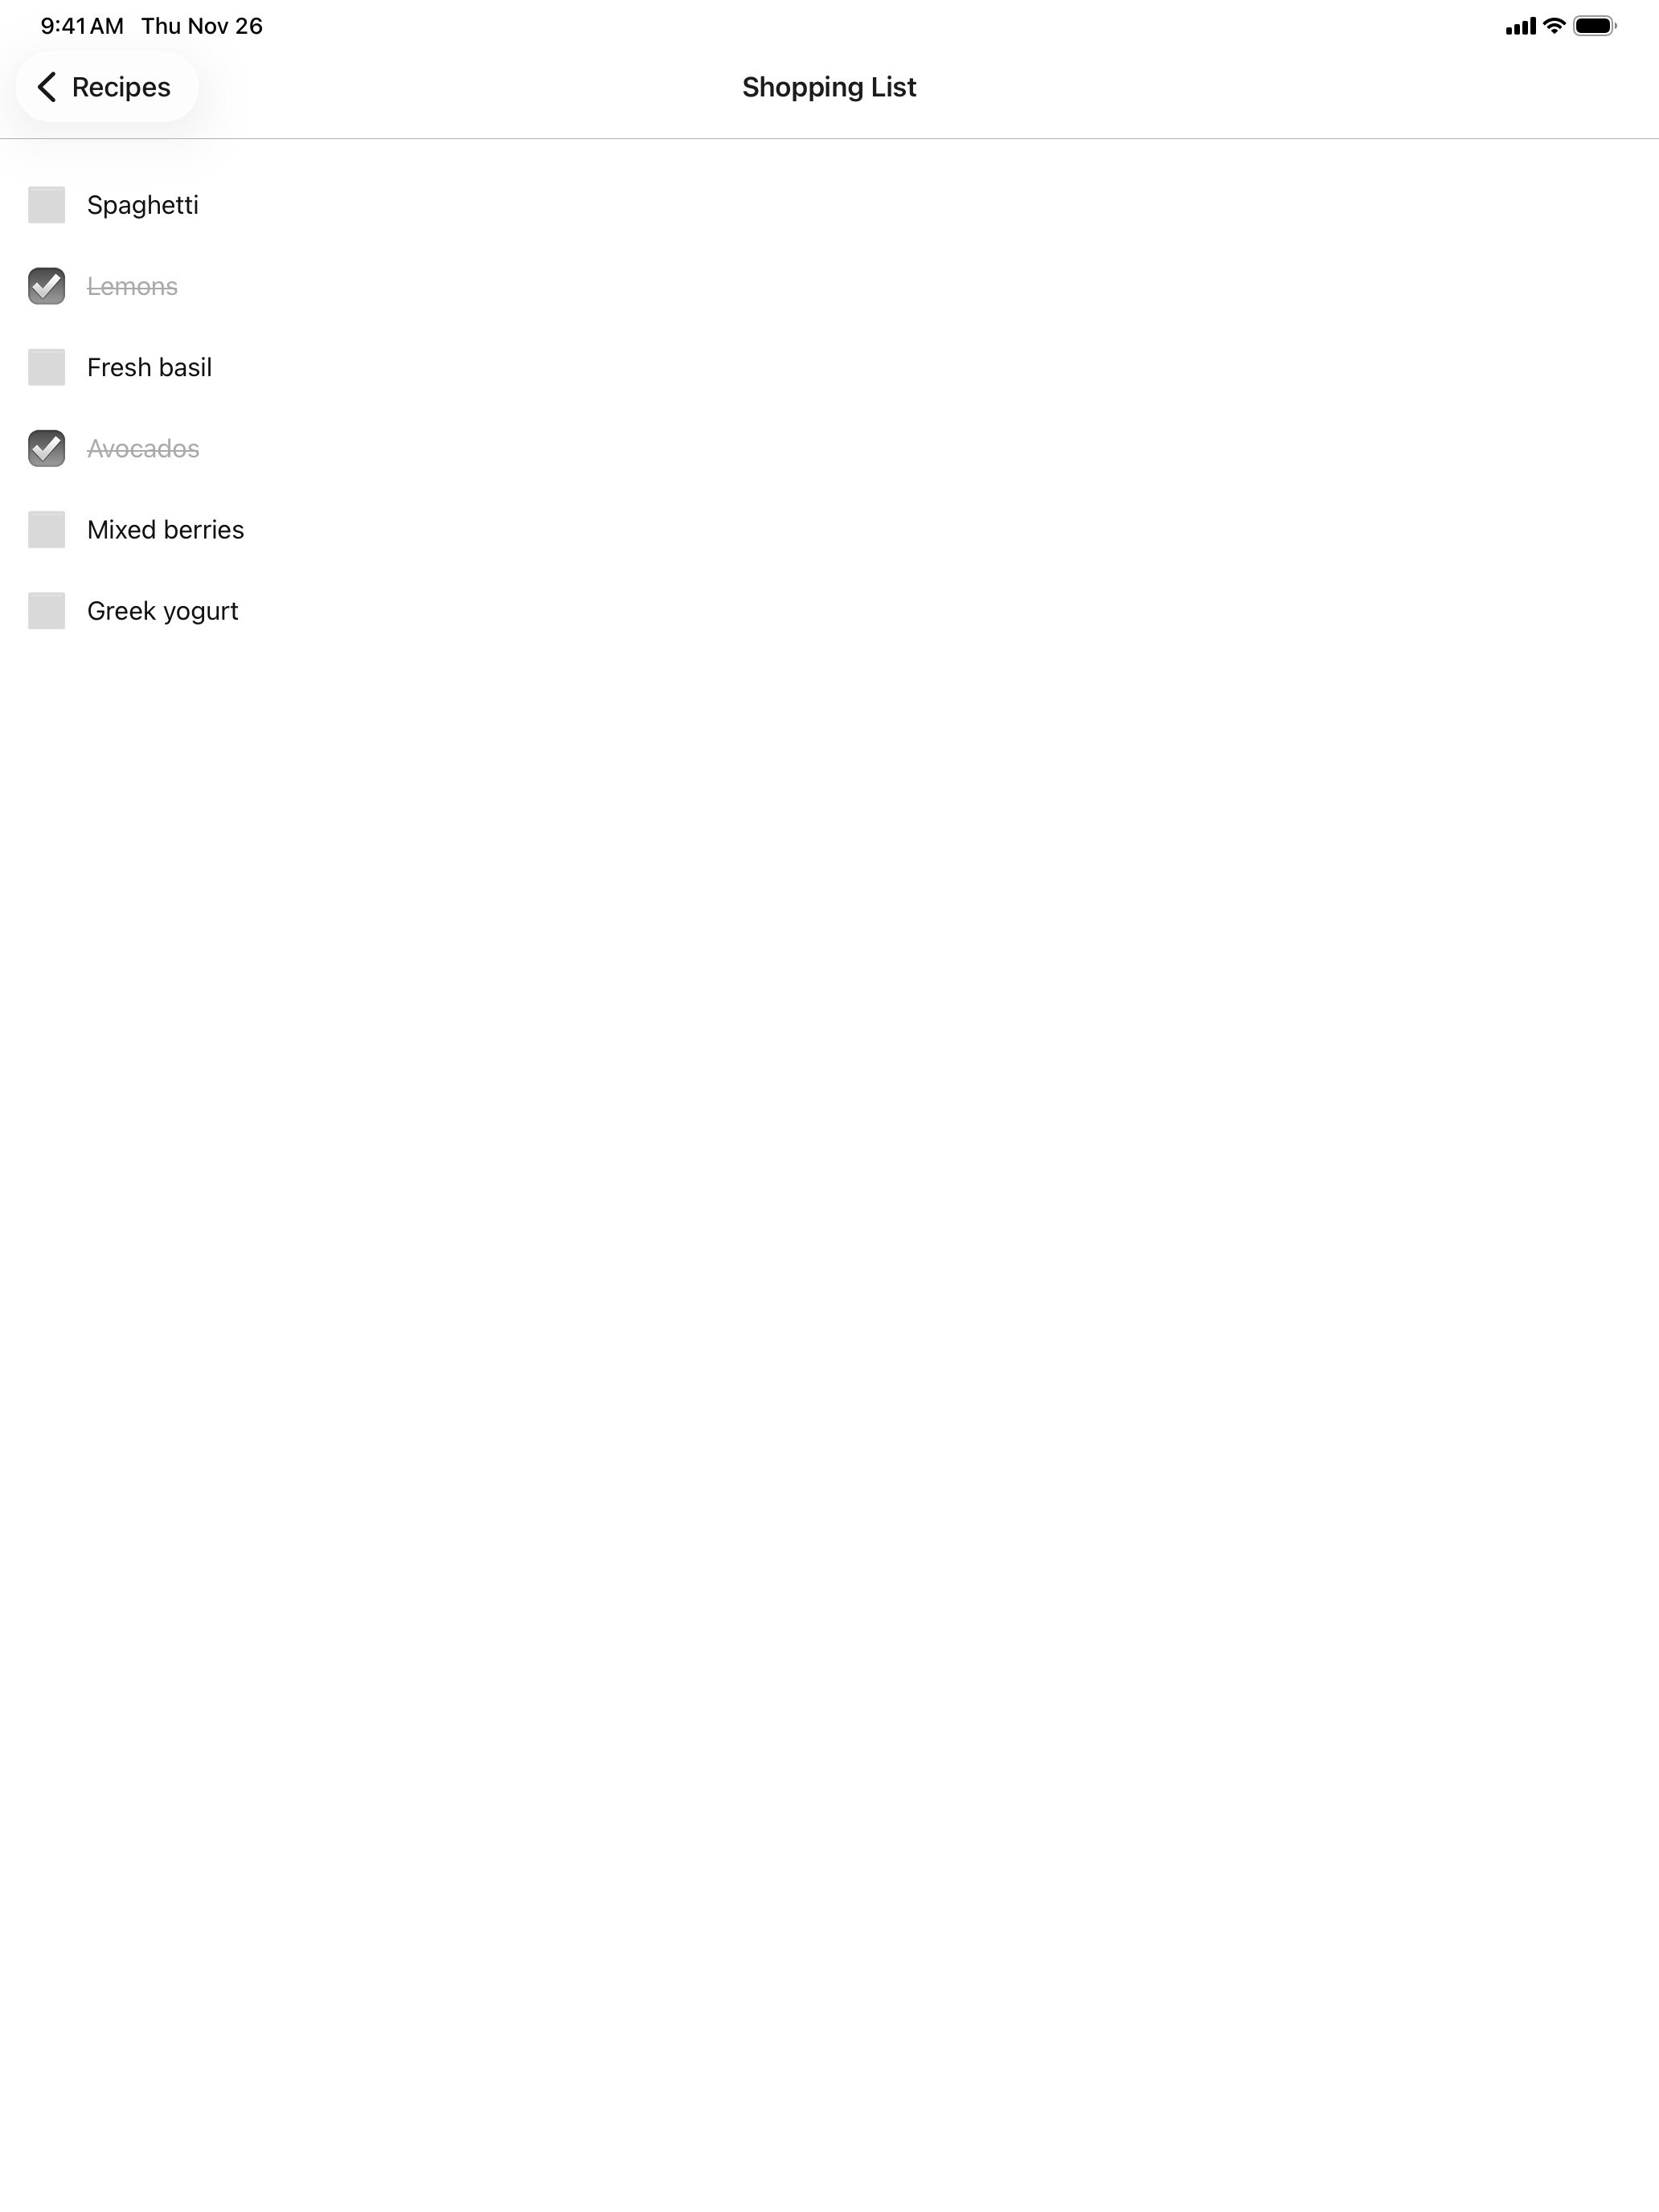 9:41 AM Thu Nov 26
Recipes
Shopping List
Spaghetti
Lemons
Fresh basil
Avocados
Mixed berries
Greek yogurt